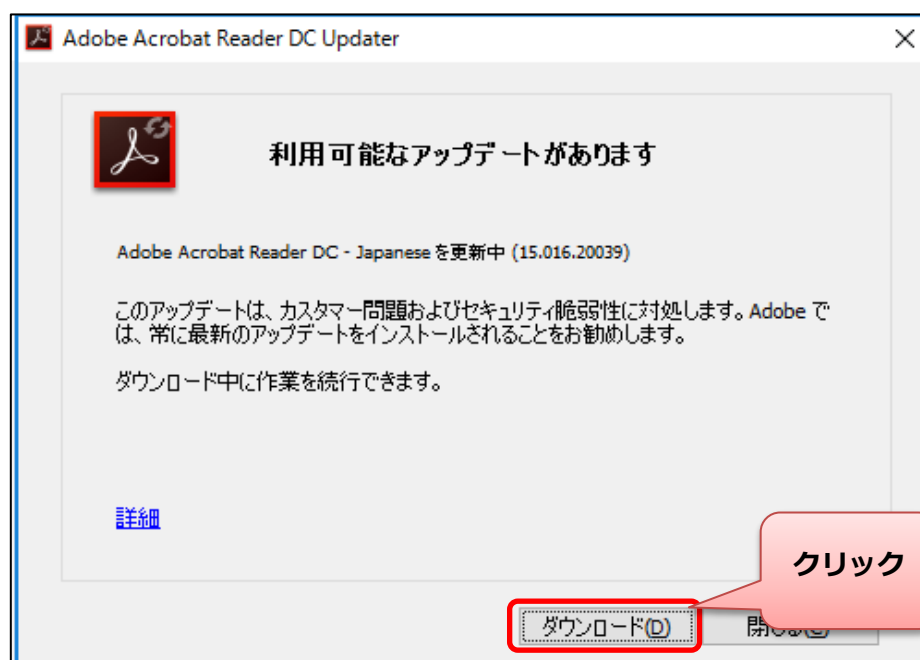 Adobe Acrobat Reader DC Updater
利用可能なアップデートがあります
Adobe Acrobat Reader DC - Japanese を更新中 (15.016.20039)
このアップデートは、カスタマー問題およびセキュリティ脆弱性に対処します。Adobe で
は、常に最新のアップデートをインストールされることをお勧めします。
ダウンロード中に作業を続行できます。
詳細
クリック
ダウンロード(D)